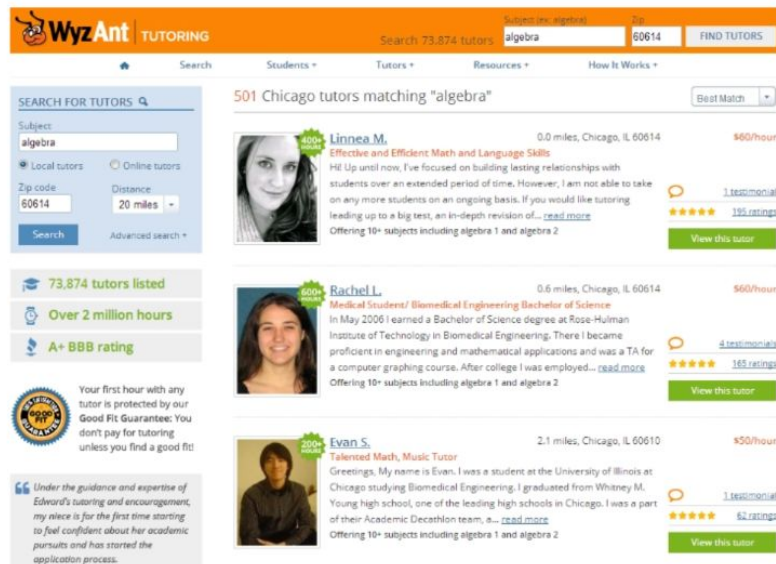 WyzAnt TUTORING
Search 73,874 tutors
Subject (ex: algebra)
algebra
Zip
60614
FIND TUTORS
Search
Students
Tutors
Resources
How It Works
SEARCH FOR TUTORS
Subject
algebra
Local tutors
Online tutors
Zip code
Distance
60614
20 miles
Search
Advanced search +
73,874 tutors listed
Over 2 million hours
A+ BBB rating
GOOD FIT
Your first hour with any
tutor is protected by our
Good Fit Guarantee: You
don't pay for tutoring
unless you find a good fit!
Under the guidance and expertise of
Edward's tutoring and encouragement,
my niece is for the first time starting
to feel confident about her academic
pursuits and has started the
application process.
501 Chicago tutors matching "algebra"
Best Match
400+ HOURS
Linnea M.
0.0 miles, Chicago, IL 60614
$60/hour
Effective and Efficient Math and Language Skills
Hi! Up until now, I've focused on building lasting relationships with
students over an extended period of time. However, I am not able to take
on any more students on an ongoing basis. If you would like tutoring
leading up to a big test, an in-depth revision of... read more
Offering 10+ subjects including algebra 1 and algebra 2
1 testimonial
195 ratings
View this tutor
600+ HOURS
Rachel L.
0.6 miles, Chicago, IL 60614
$60/hour
Medical Student/ Biomedical Engineering Bachelor of Science
In May 2006 I earned a Bachelor of Science degree at Rose-Hulman
Institute of Technology in Biomedical Engineering. There I became
proficient in engineering and mathematical applications and was a TA for
a computer graphing course. After college I was employed... read more
Offering 10+ subjects including algebra 1 and algebra 2
4 testimonials
165 ratings
View this tutor
200+ HOURS
Evan S.
2.1 miles, Chicago, IL 60610
$50/hour
Talented Math, Music Tutor
Greetings, My name is Evan. I was a student at the University of Illinois at
Chicago studying Biomedical Engineering. I graduated from Whitney M.
Young high school, one of the leading high schools in Chicago. I was a part
of their Academic Decathlon team, a... read more
Offering 10+ subjects including algebra 1 and algebra 2
1 testimonial
62 ratings
View this tutor